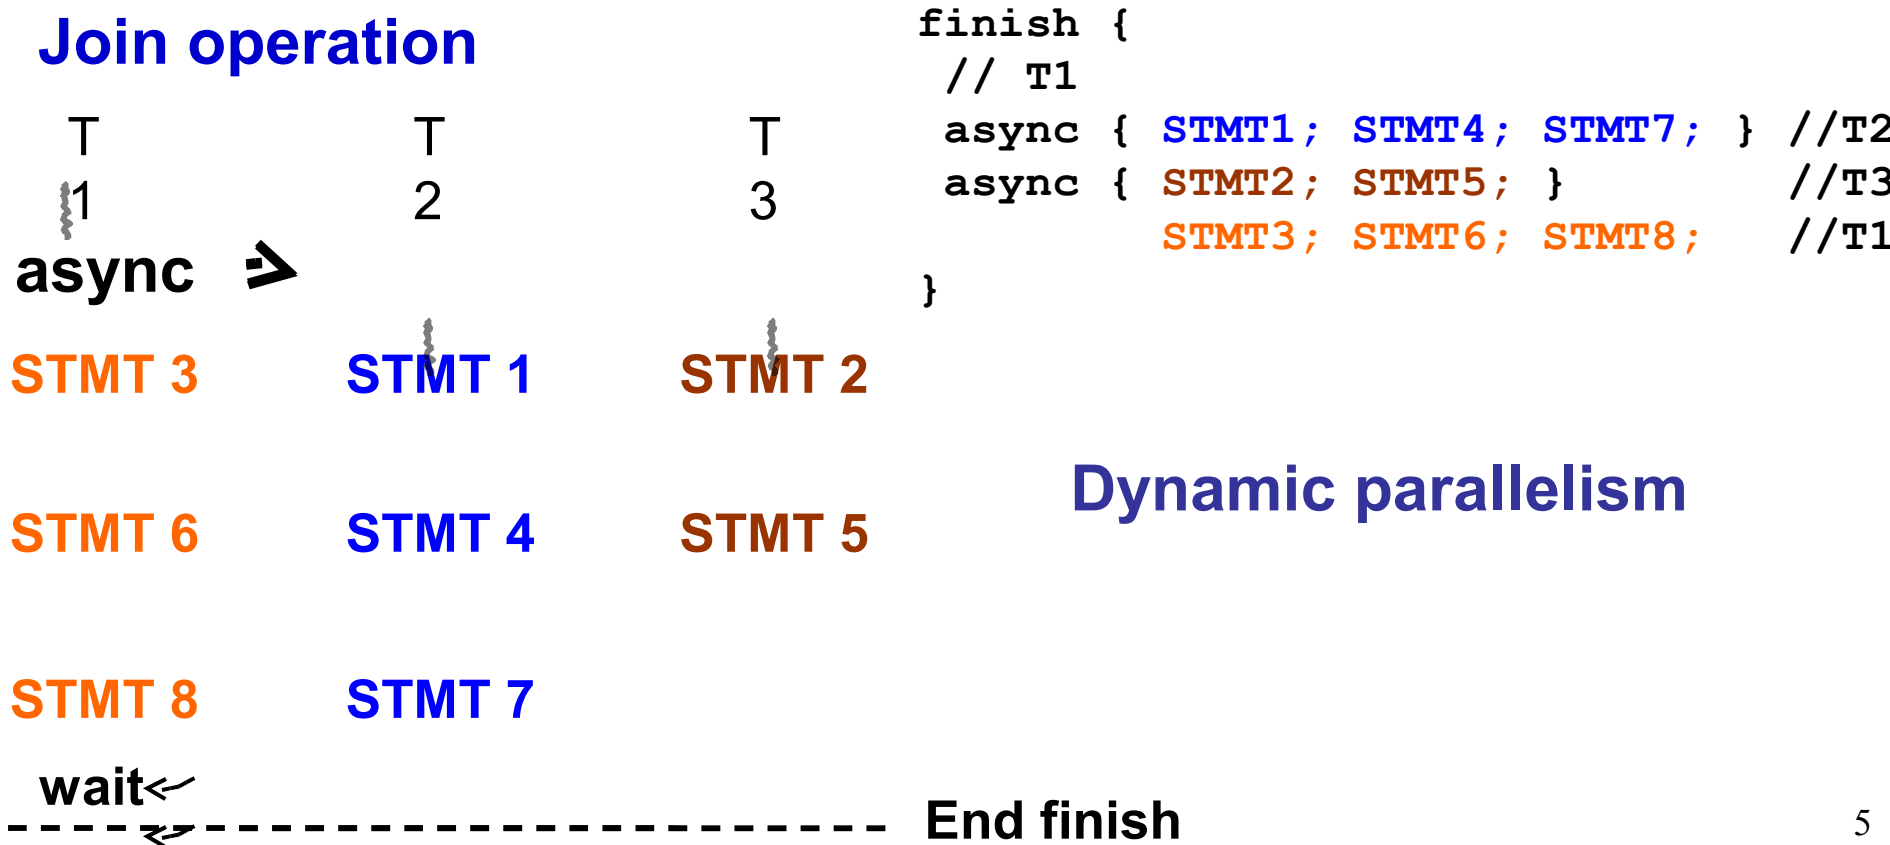 Join operation
T T T
1 2 3
async
STMT 3 STMT 1 STMT 2
STMT 6 STMT 4 STMT 5
STMT 8 STMT 7
wait
End finish
finish {
// T1
async { STMT1; STMT4; STMT7; } //T2
async { STMT2; STMT5; } //T3
STMT3; STMT6; STMT8; //T1
}
Dynamic parallelism
5